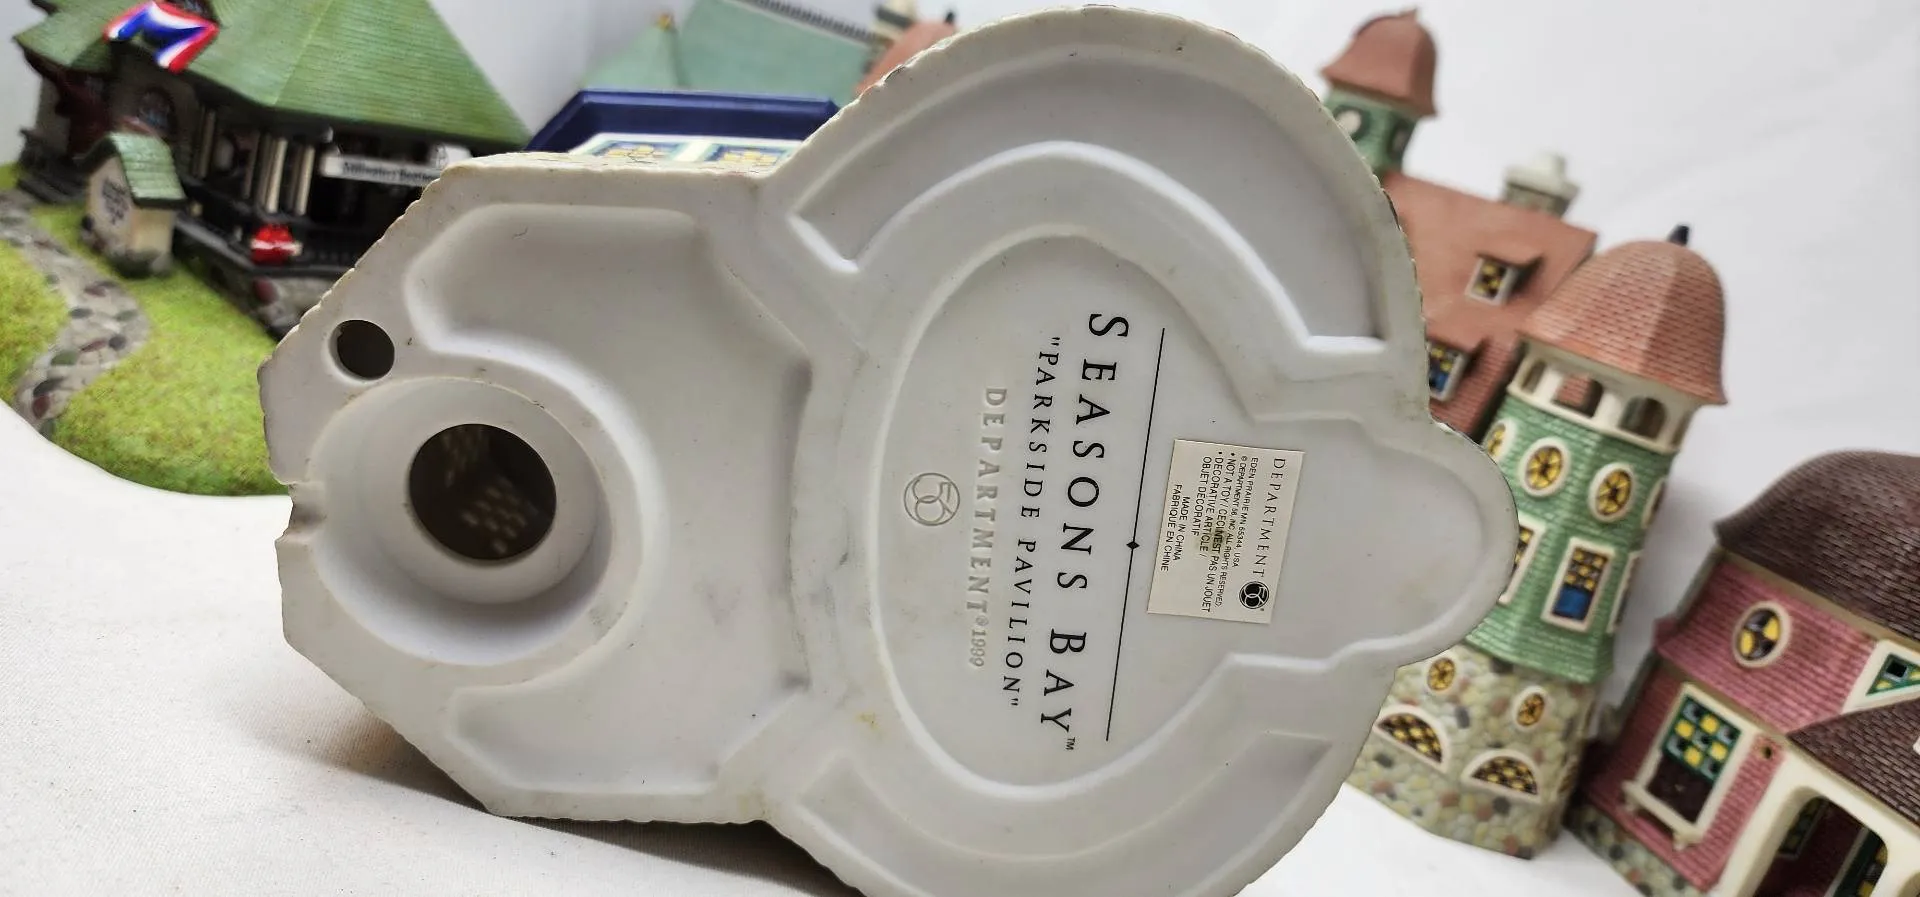 SEASONS BAY™
"PARKSIDE PAVILION"
DEPARTMENT®1999
56
DEPARTMENT 56®
EDEN PRAIRIE MN 55344, USA
© DEPARTMENT 56, INC. ALL RIGHTS RESERVED.
• NOT A TOY / CECI N'EST PAS UN JOUET
• DECORATIVE ARTICLE /
OBJET DECORATIF
MADE IN CHINA
FABRIQUÉ EN CHINE